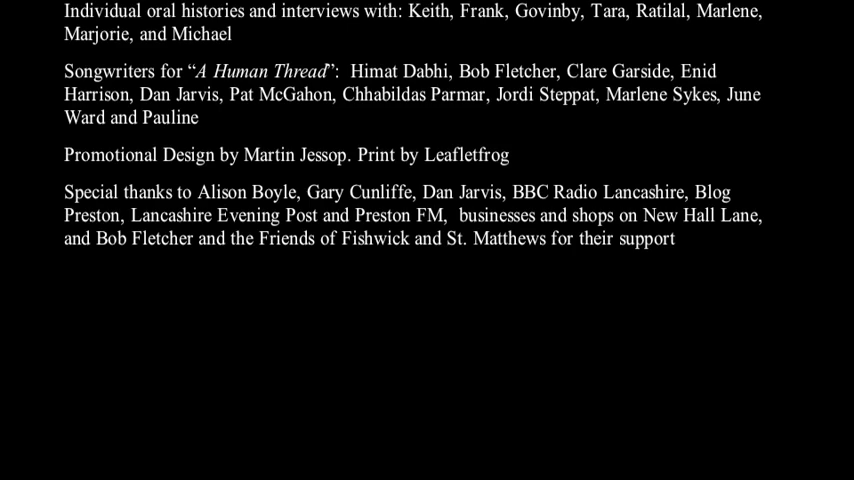 Individual oral histories and interviews with: Keith, Frank, Govinby, Tara, Ratilal, Marlene,
Marjorie, and Michael
Songwriters for “A Human Thread”:  Himat Dabhi, Bob Fletcher, Clare Garside, Enid
Harrison, Dan Jarvis, Pat McGahon, Chhabildas Parmar, Jordi Steppat, Marlene Sykes, June
Ward and Pauline
Promotional Design by Martin Jessop. Print by Leafletfrog
Special thanks to Alison Boyle, Gary Cunliffe, Dan Jarvis, BBC Radio Lancashire, Blog
Preston, Lancashire Evening Post and Preston FM,  businesses and shops on New Hall Lane,
and Bob Fletcher and the Friends of Fishwick and St. Matthews for their support